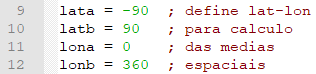 9 lata = -90 ; define lat-lon
10 latb = 90 ; para calculo
11 lona = 0 ; das medias
12 lonb = 360 ; espaciais